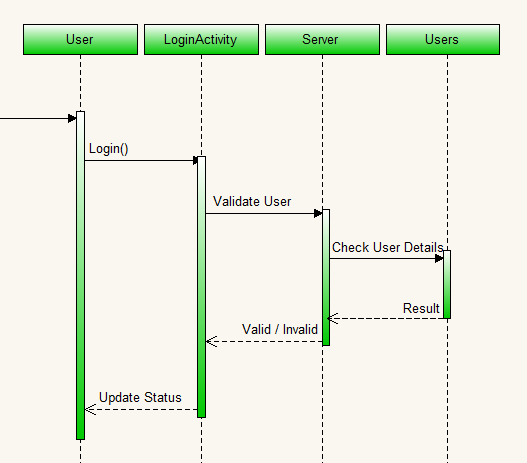 User
LoginActivity
Server
Users
Login()
Validate User
Check User Details
Result
Valid / Invalid
Update Status